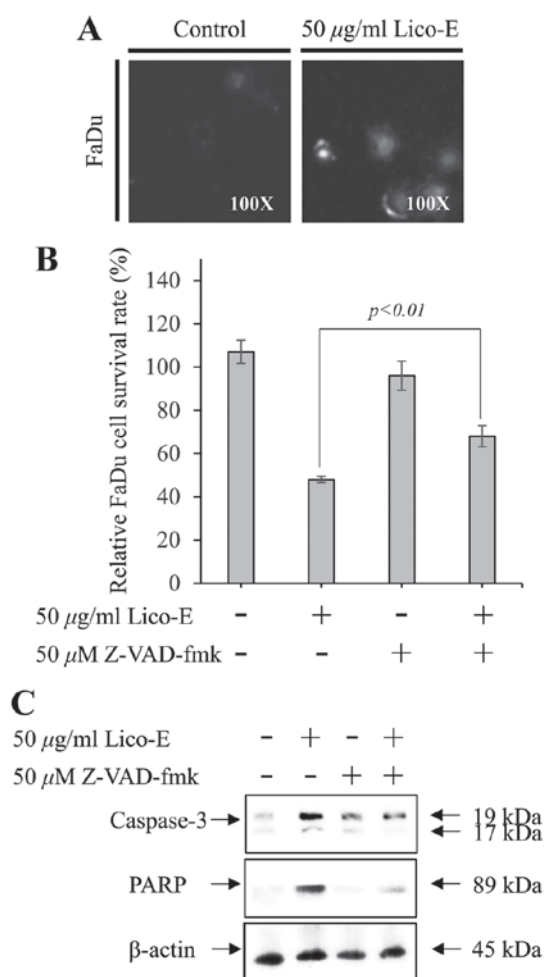 A
Control
50 μg/ml Lico-E
FaDu
100X
100X
B
Relative FaDu cell survival rate (%)
140
120
100
80
60
40
20
0
p<0.01
50 μg/ml Lico-E - + - +
50 μM Z-VAD-fmk - - + +
C
50 μg/ml Lico-E - + - +
50 μM Z-VAD-fmk - - + +
Caspase-3
19 kDa
17 kDa
PARP
89 kDa
β-actin
45 kDa